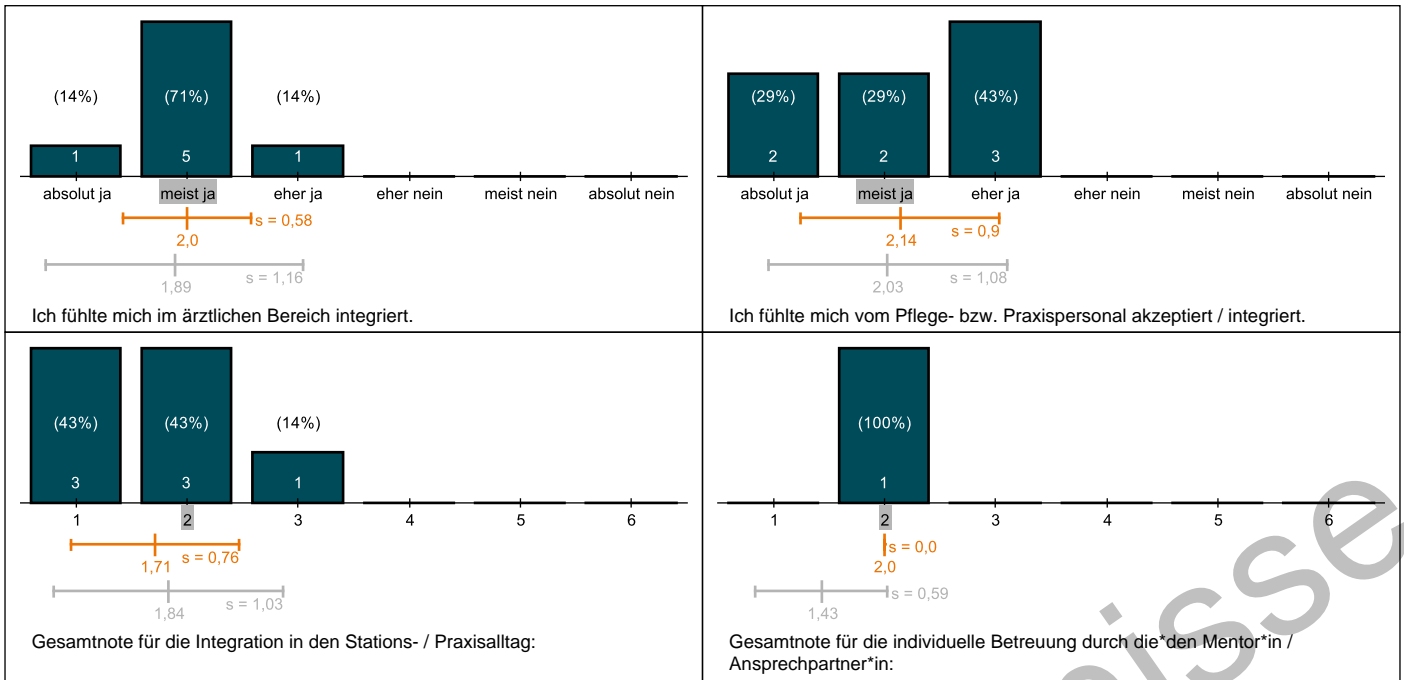 (14%) (71%) (14%)
1 5 1
absolut ja meist ja eher ja eher nein meist nein absolut nein
s = 0,58
2,0
s = 1,16
1,89
Ich fühlte mich im ärztlichen Bereich integriert.
(29%) (29%) (43%)
2 2 3
absolut ja meist ja eher ja eher nein meist nein absolut nein
s = 0,9
2,14
s = 1,08
2,03
Ich fühlte mich vom Pflege- bzw. Praxispersonal akzeptiert / integriert.
(43%) (43%) (14%)
3 3 1
1 2 3 4 5 6
s = 0,76
1,71
s = 1,03
1,84
Gesamtnote für die Integration in den Stations- / Praxisalltag:
(100%)
1
1 2 3 4 5 6
s = 0,0
2,0
s = 0,59
1,43
Gesamtnote für die individuelle Betreuung durch die*den Mentor*in /
Ansprechpartner*in:
isse